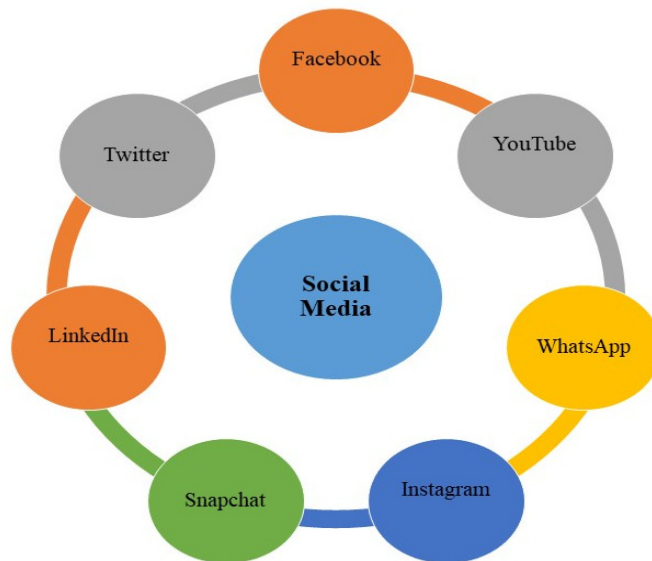 Facebook
YouTube
Twitter
Social
Media
LinkedIn
WhatsApp
Snapchat
Instagram